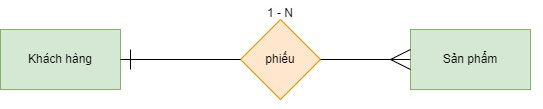 1 - N
Khách hàng
phiếu
Sản phẩm